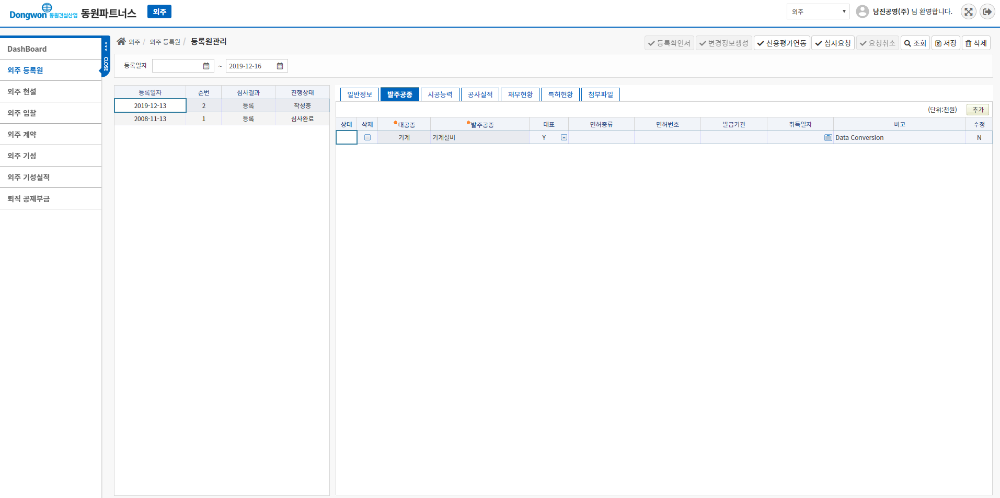 Dongwon 동원건설산업 동원파트너스 외주
외주 남진공영(주) 님 환영합니다.
CLOSE
DashBoard
외주 등록원
외주 현설
외주 입찰
외주 계약
외주 기성
외주 기성실적
퇴직 공제부금
외주 / 외주 등록원 / 등록원관리
등록확인서 변경정보생성 신용평가연동 심사요청 요청취소 조회 저장 삭제
등록일자 ~ 2019-12-16
등록일자 순번 심사결과 진행상태
2019-12-13 2 등록 작성중
2008-11-13 1 등록 심사완료
일반정보 발주공종 시공능력 공사실적 재무현황 특허현황 첨부파일
(단위:천원) 추가
상태 삭제 *대공종 *발주공종 대표 면허종류 면허번호 발급기관 취득일자 비고 수정
기계 기계설비 Y Data Conversion N